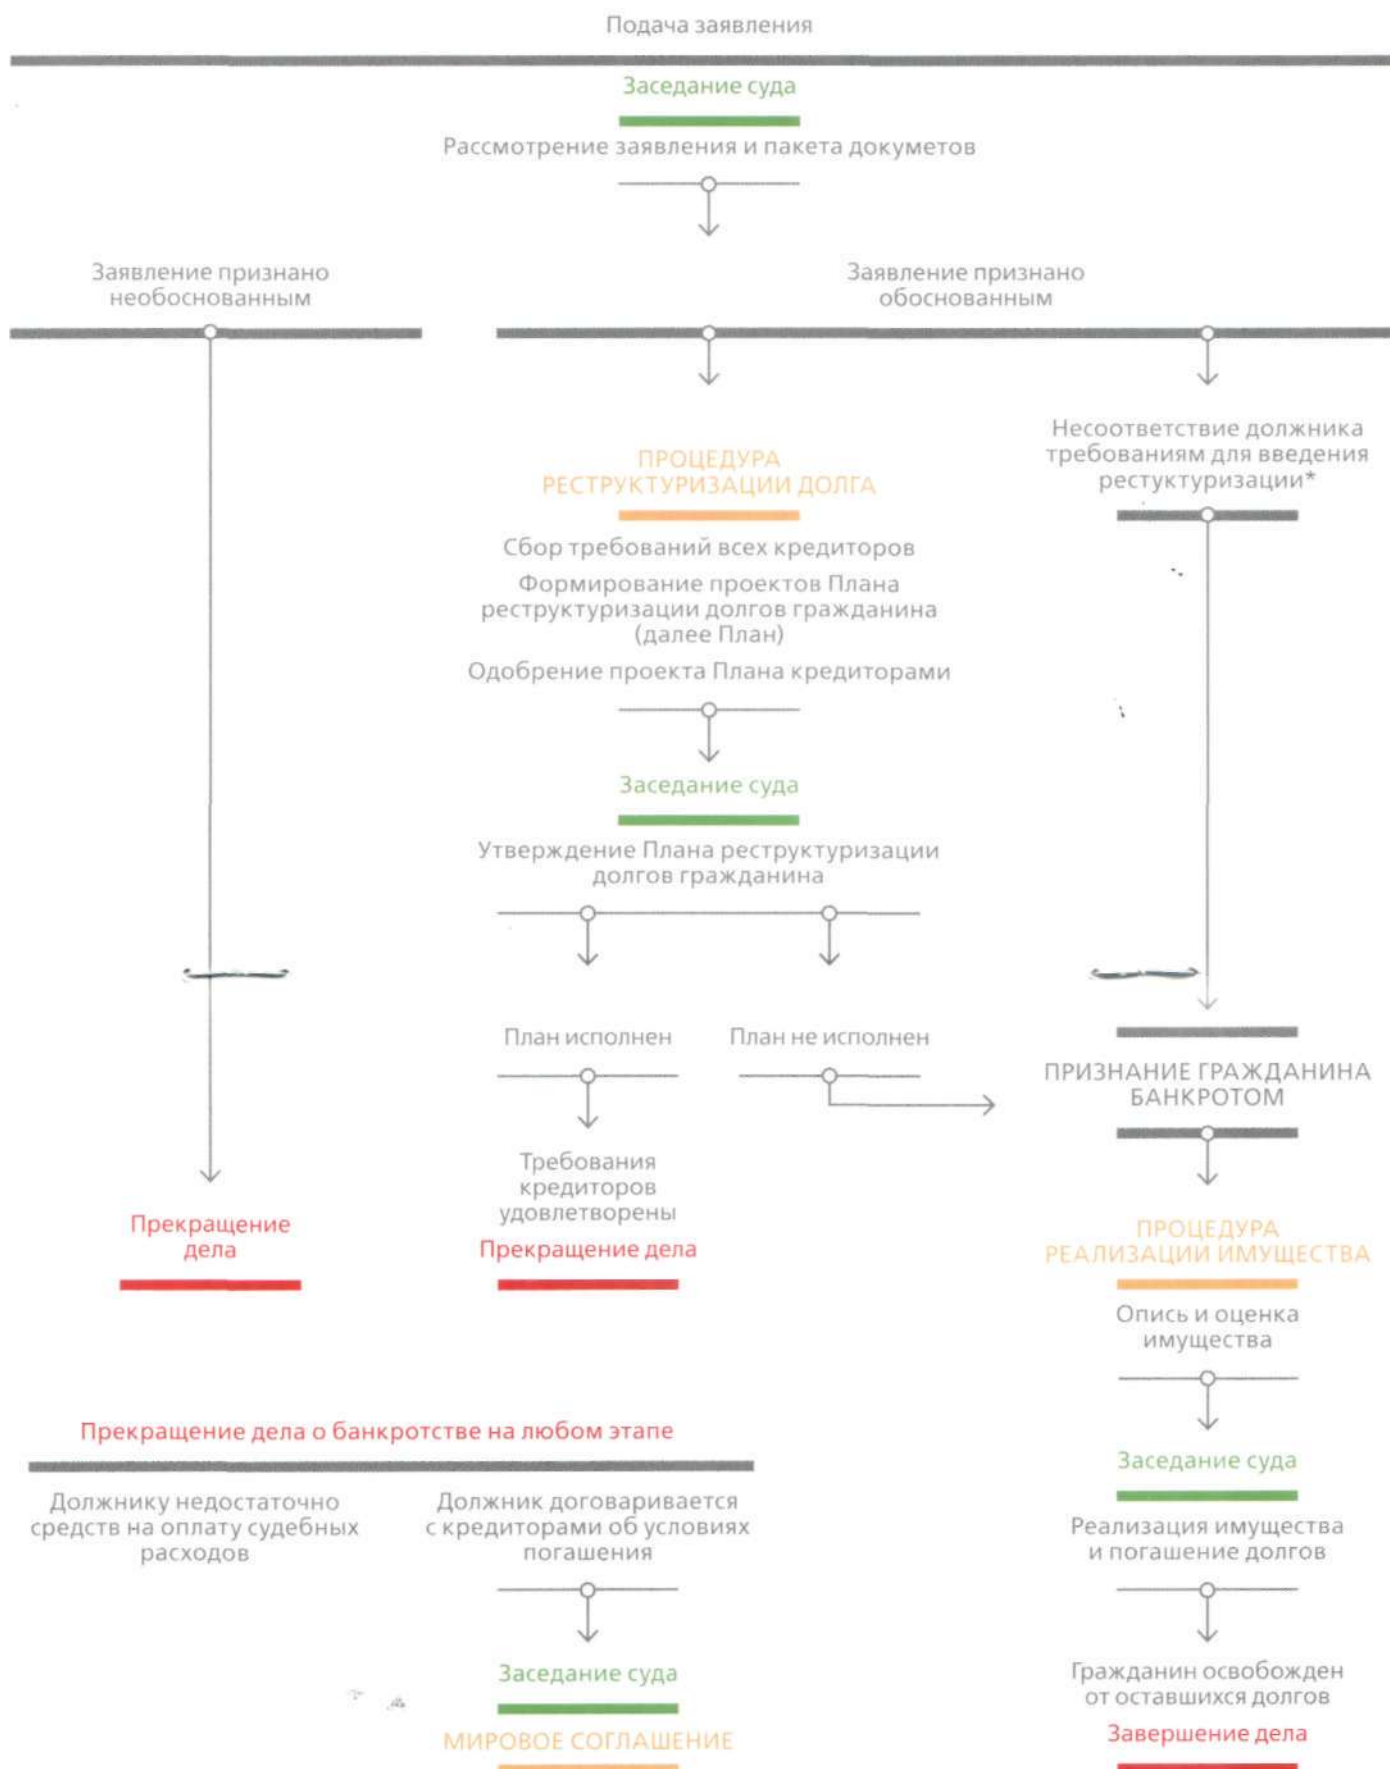 Подача заявления
Заседание суда
Рассмотрение заявления и пакета докуметов
Заявление признано
необоснованным
Заявление признано
обоснованным
ПРОЦЕДУРА
РЕСТРУКТУРИЗАЦИИ ДОЛГА
Несоответствие должника
требованиям для введения
рестуктуризации*
Сбор требований всех кредиторов
Формирование проектов Плана
реструктуризации долгов гражданина
(далее План)
Одобрение проекта Плана кредиторами
Заседание суда
Утверждение Плана реструктуризации
долгов гражданина
План исполнен
План не исполнен
ПРИЗНАНИЕ ГРАЖДАНИНА
БАНКРОТОМ
Требования
кредиторов
удовлетворены
Прекращение дела
Прекращение
дела
ПРОЦЕДУРА
РЕАЛИЗАЦИИ ИМУЩЕСТВА
Опись и оценка
имущества
Заседание суда
Реализация имущества
и погашение долгов
Гражданин освобожден
от оставшихся долгов
Завершение дела
Прекращение дела о банкротстве на любом этапе
Должнику недостаточно
средств на оплату судебных
расходов
Должник договаривается
с кредиторами об условиях
погашения
Заседание суда
МИРОВОЕ СОГЛАШЕНИЕ